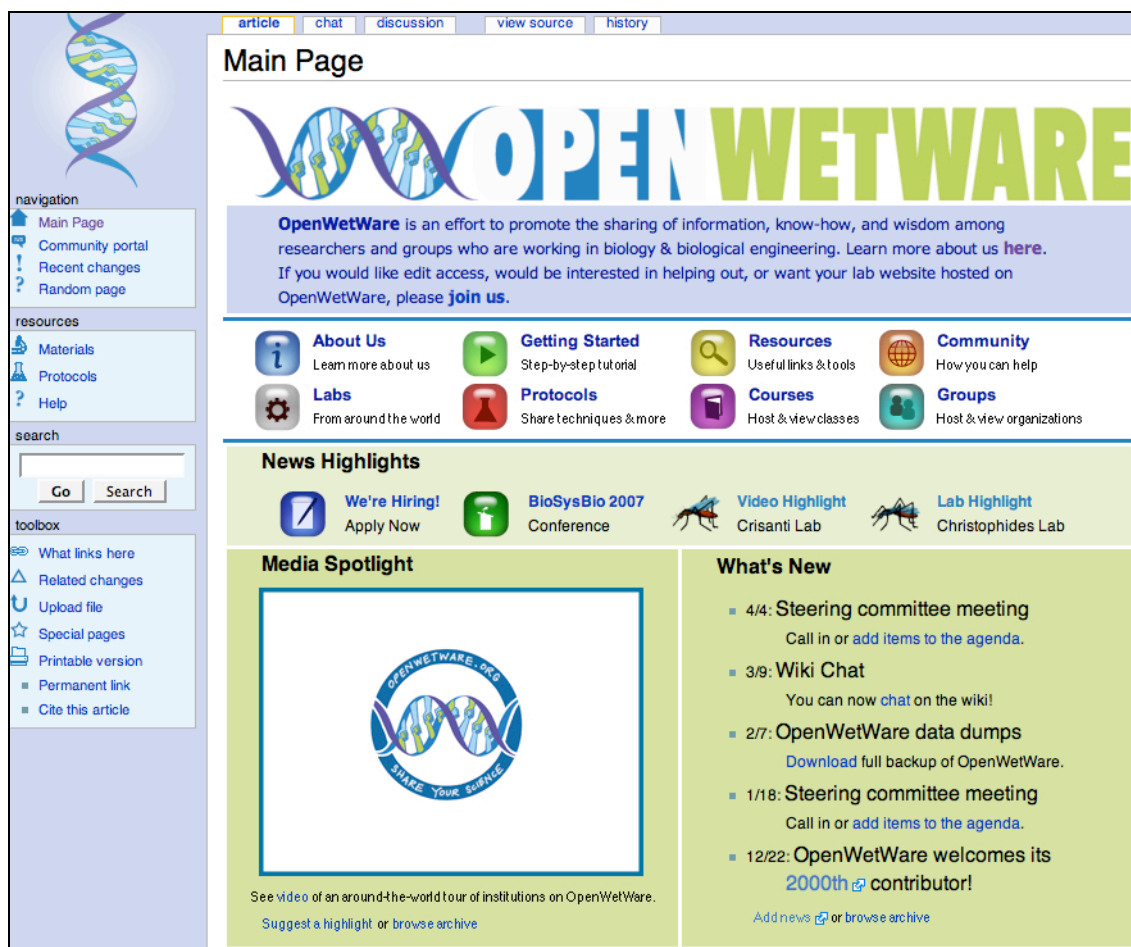 article
chat
discussion
view source
history
Main Page
OPENWETWARE
OpenWetWare is an effort to promote the sharing of information, know-how, and wisdom among
researchers and groups who are working in biology & biological engineering. Learn more about us here.
If you would like edit access, would be interested in helping out, or want your lab website hosted on
OpenWetWare, please join us.
navigation
Main Page
Community portal
Recent changes
Random page
resources
Materials
Protocols
Help
search
Go
Search
toolbox
What links here
Related changes
Upload file
Special pages
Printable version
Permanent link
Cite this article
About Us
Learn more about us
Getting Started
Step-by-step tutorial
Resources
Useful links & tools
Community
How you can help
Labs
From around the world
Protocols
Share techniques & more
Courses
Host & view classes
Groups
Host & view organizations
News Highlights
We're Hiring!
Apply Now
BioSysBio 2007
Conference
Video Highlight
Crisanti Lab
Lab Highlight
Christophides Lab
Media Spotlight
OPENWETWARE.ORG
SHARE YOUR SCIENCE
See video of an around-the-world tour of institutions on OpenWetWare.
Suggest a highlight or browse archive
What's New
4/4: Steering committee meeting
Call in or add items to the agenda.
3/9: Wiki Chat
You can now chat on the wiki!
2/7: OpenWetWare data dumps
Download full backup of OpenWetWare.
1/18: Steering committee meeting
Call in or add items to the agenda.
12/22: OpenWetWare welcomes its
2000th contributor!
Add news or browse archive